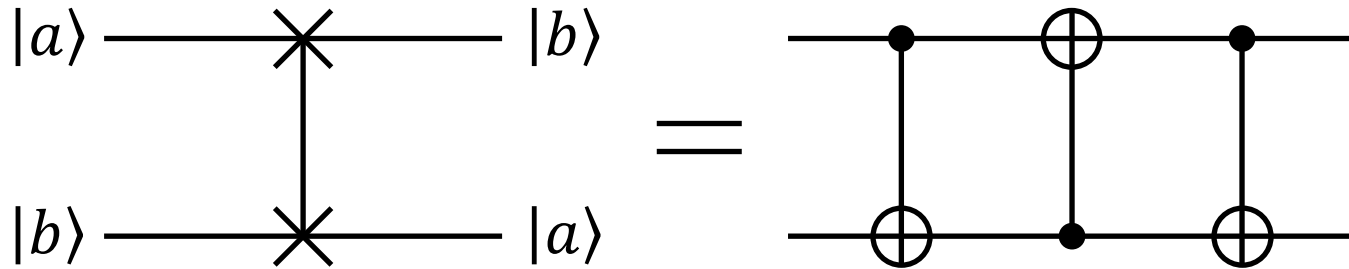 |a⟩ |b⟩
=
|b⟩ |a⟩